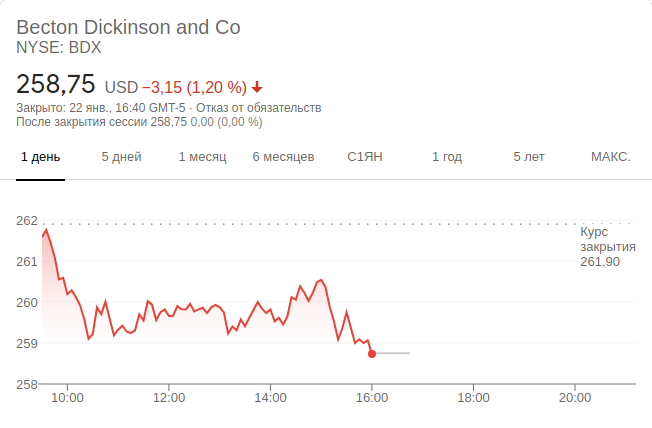 Becton Dickinson and Co
NYSE: BDX
258,75 USD −3,15 (1,20 %)
Закрыто: 22 янв., 16:40 GMT-5 · Отказ от обязательств
После закрытия сессии 258,75 0,00 (0,00 %)
1 день 5 дней 1 месяц 6 месяцев С1ЯН 1 год 5 лет МАКС.
262
Курс
закрытия
261,90
261
260
259
258
10:00 12:00 14:00 16:00 18:00 20:00